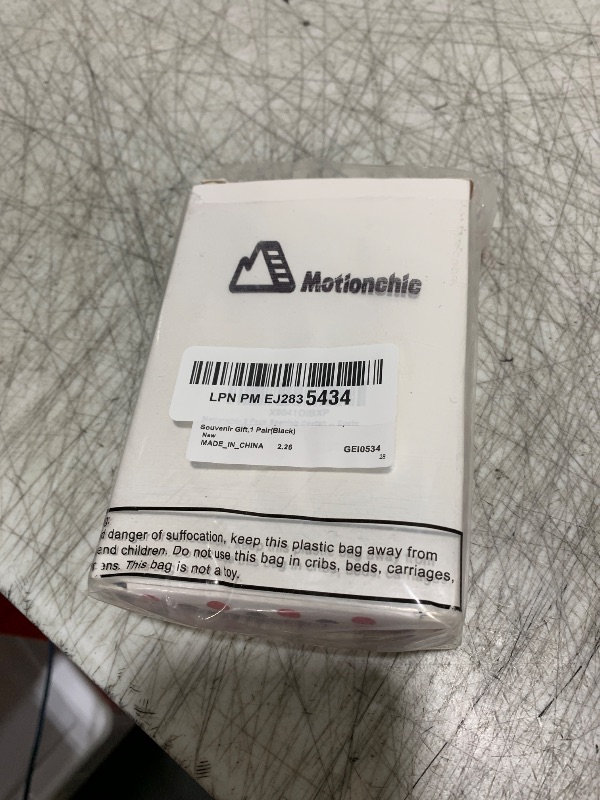 Motionchic
LPN PM EJ2835434
Souvenir Gift,1 Pair(Black)
New
MADE_IN_CHINA 2.26
GEI0534
28
danger of suffocation, keep this plastic bag away from
and children. Do not use this bag in cribs, beds, carriages,
ens. This bag is not a toy.